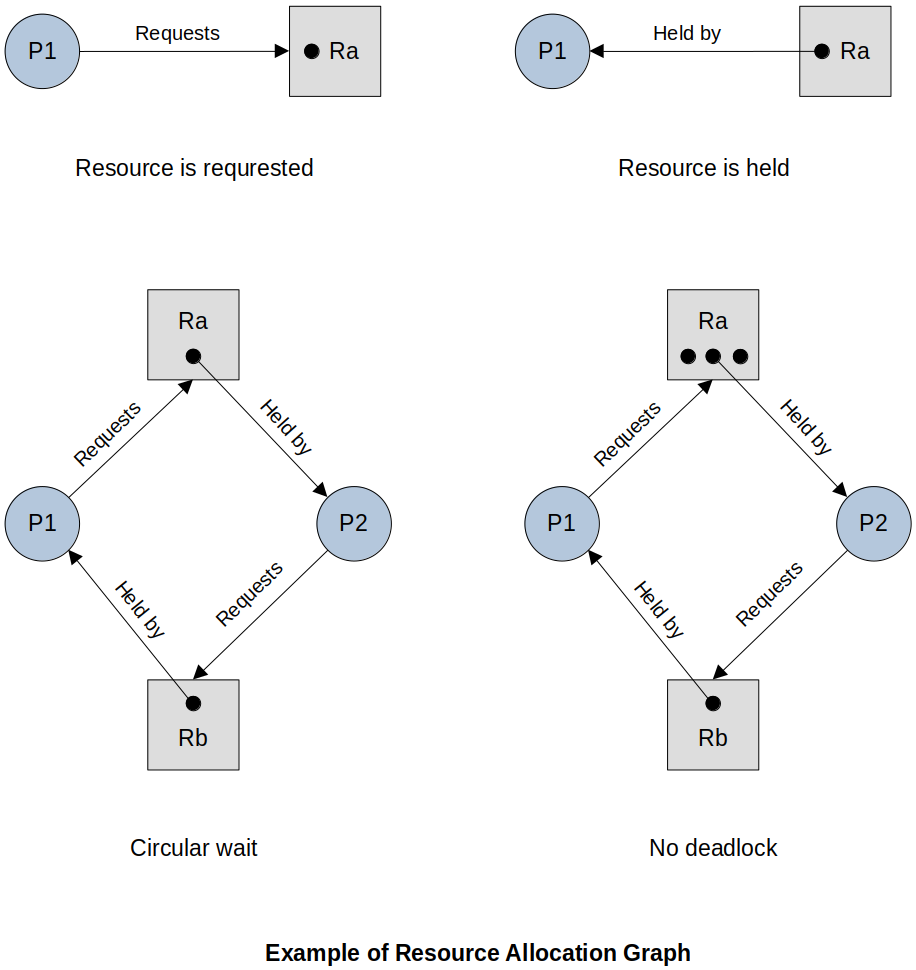 Requests
P1
Ra
Held by
P1
Ra
Resource is requrested
Resource is held
Ra
Requests
Held by
P1
P2
Held by
Requests
Rb
Circular wait
Ra
Requests
Held by
P1
P2
Held by
Requests
Rb
No deadlock
Example of Resource Allocation Graph